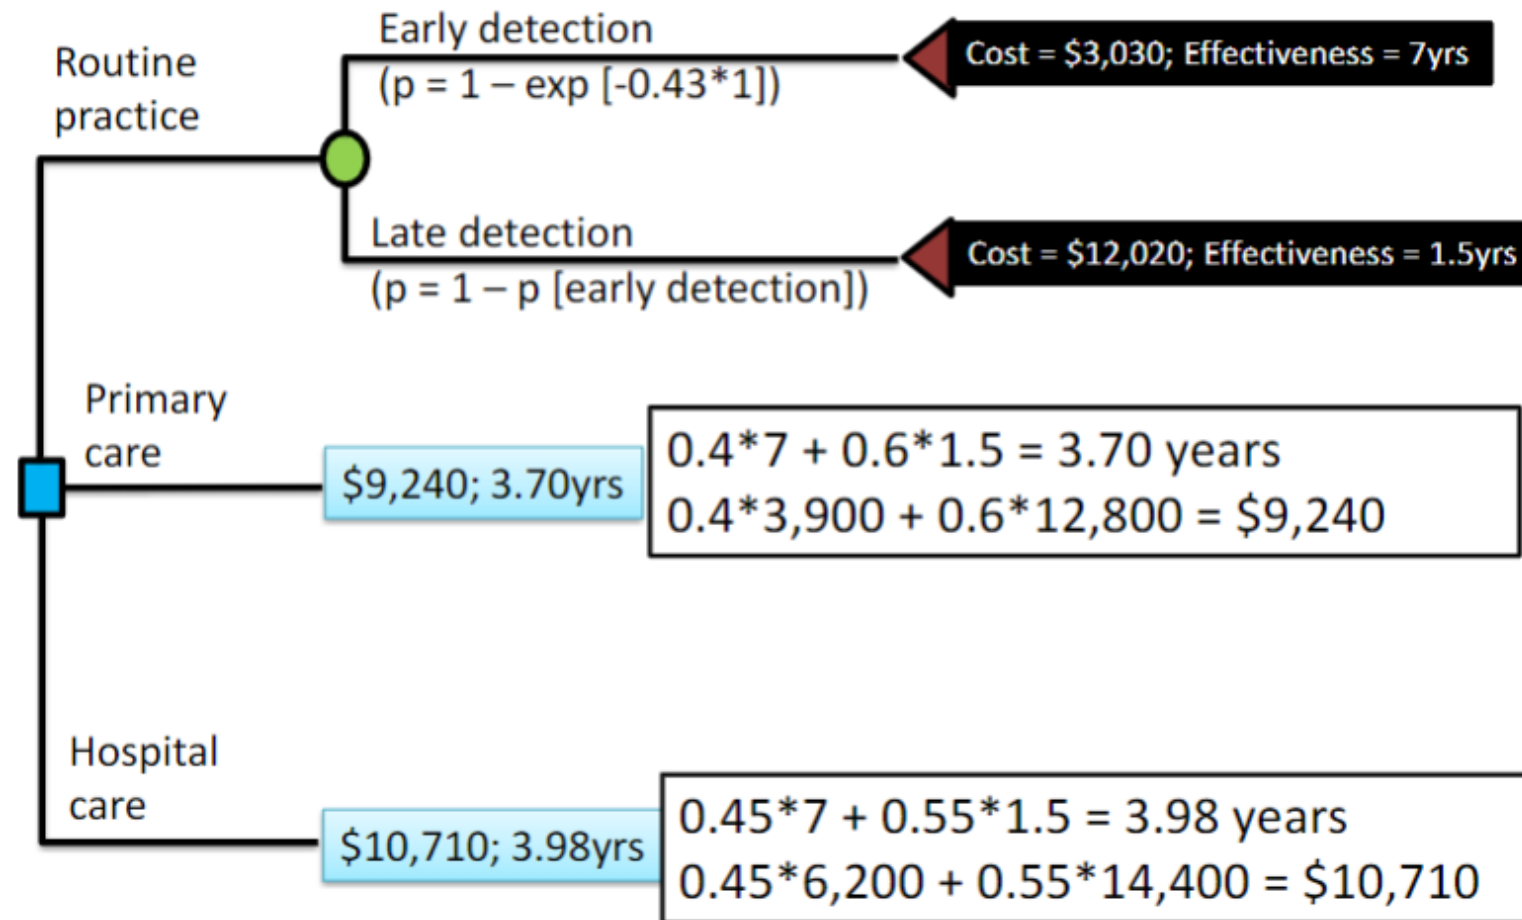 Routine
practice
Early detection
(p = 1 – exp [-0.43*1])
Cost = $3,030; Effectiveness = 7yrs
Late detection
(p = 1 – p [early detection])
Cost = $12,020; Effectiveness = 1.5yrs
Primary
care
$9,240; 3.70yrs
0.4*7 + 0.6*1.5 = 3.70 years
0.4*3,900 + 0.6*12,800 = $9,240
Hospital
care
$10,710; 3.98yrs
0.45*7 + 0.55*1.5 = 3.98 years
0.45*6,200 + 0.55*14,400 = $10,710